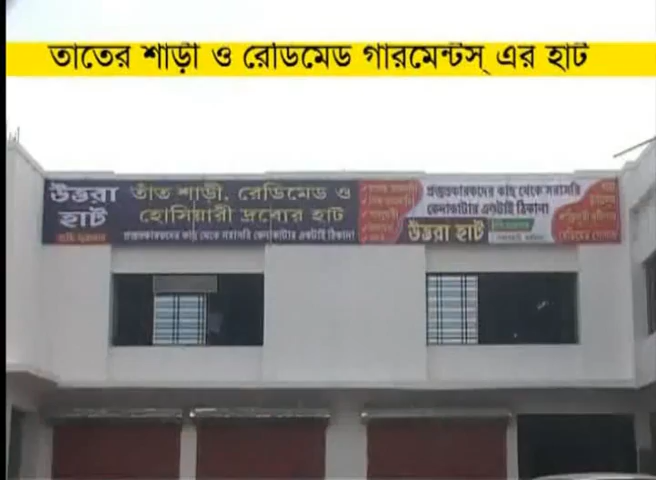 তাতের শাড়ী ও রেডিমেড গারমেন্টস্ এর হাট
উত্তরা
হাট
তাঁত শাড়ী, রেডিমেড ও
হোসিয়ারী দ্রব্যের হাট
প্রস্তুতকারকদের কাছ থেকে সরাসরি কেনাকাটার একটাই ঠিকানা
প্রস্তুতকারকদের কাছ থেকে সরাসরি
কেনাকাটার একটাই ঠিকানা
উত্তরা হাট